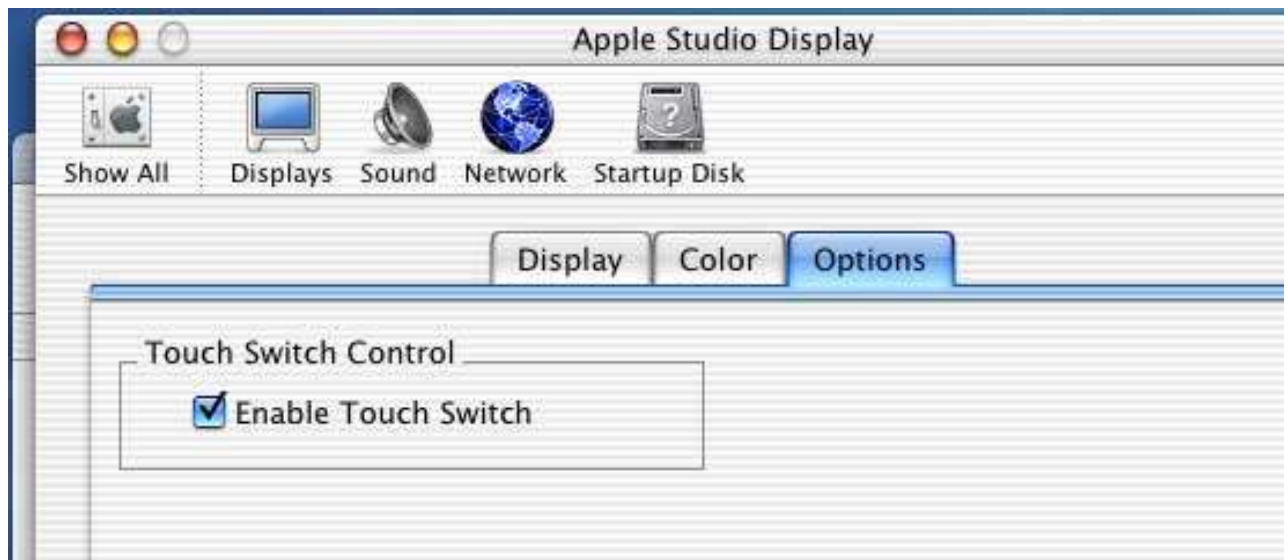 Apple Studio Display
Show All Displays Sound Network Startup Disk
Display Color Options
Touch Switch Control
Enable Touch Switch